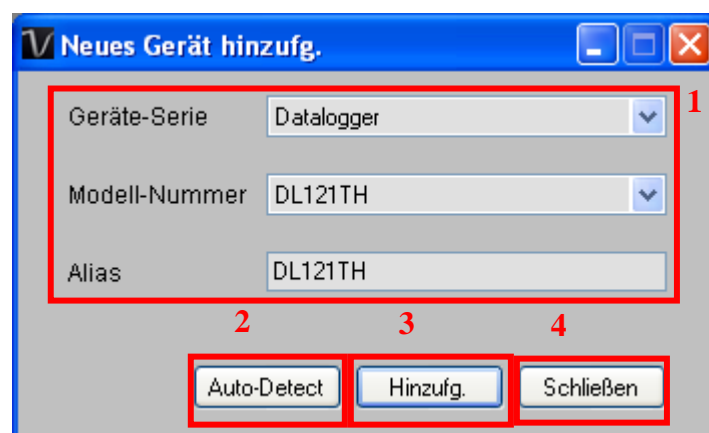 Neues Gerät hinzufg.
1
Geräte-Serie Datalogger
Modell-Nummer DL121TH
Alias DL121TH
2 3 4
Auto-Detect Hinzufg. Schließen